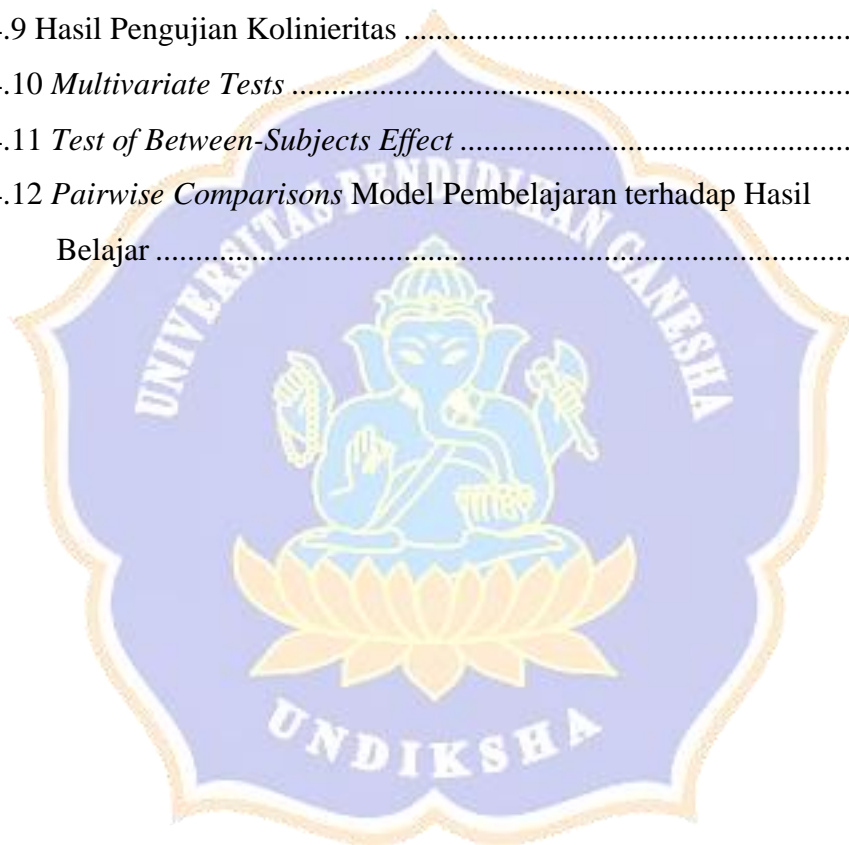 .9 Hasil Pengujian Kolinieritas ........................................................
.10 Multivariate Tests ......................................................................
.11 Test of Between-Subjects Effect .................................................
.12 Pairwise Comparisons Model Pembelajaran terhadap Hasil
Belajar .......................................................................................
UNIVERSITAS PENDIDIKAN GANESHA
UNDIKSHA